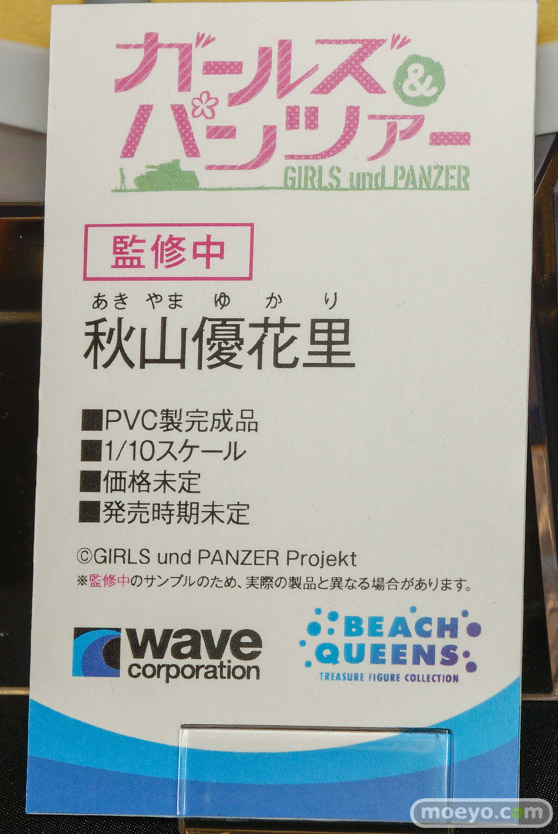 ガールズ&
パンツァー
GIRLS und PANZER
監修中
あき やま ゆ か り
秋山優花里
■PVC製完成品
■1/10スケール
■価格未定
■発売時期未定
©GIRLS und PANZER Projekt
※監修中のサンプルのため、実際の製品と異なる場合があります。
wave
corporation
BEACH
QUEENS
TREASURE FIGURE COLLECTION
moeyo.com